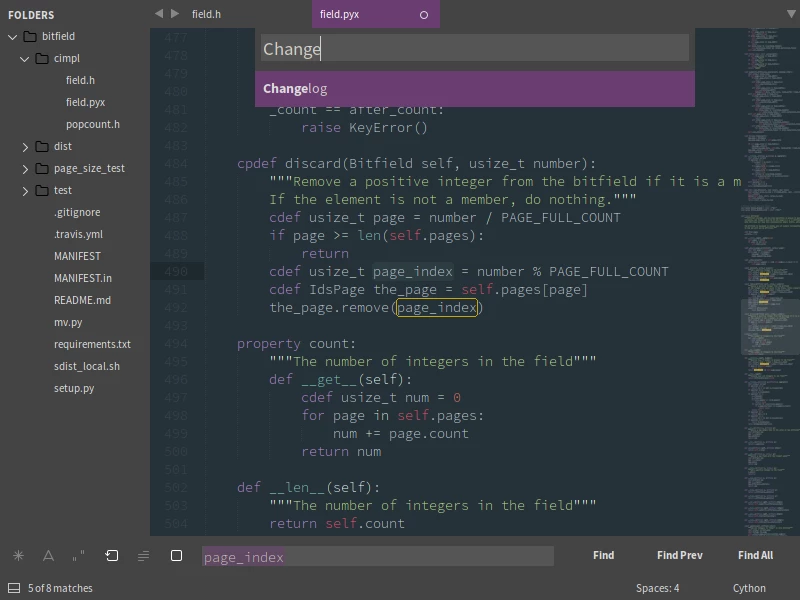 FOLDERS
bitfield
cimpl
field.h
field.pyx
popcount.h
dist
page_size_test
test
.gitignore
.travis.yml
MANIFEST
MANIFEST.in
README.md
mv.py
requirements.txt
sdist_local.sh
setup.py
field.h
field.pyx
Change
Changelog
477
478
479
481 _count == after_count:
482 raise KeyError()
484 cpdef discard(Bitfield self, usize_t number):
485 """Remove a positive integer from the bitfield if it is a m
486 If the element is not a member, do nothing."""
487 cdef usize_t page = number / PAGE_FULL_COUNT
488 if page >= len(self.pages):
489 return
490 cdef usize_t page_index = number % PAGE_FULL_COUNT
491 cdef IdsPage the_page = self.pages[page]
492 the_page.remove(page_index)
493
494 property count:
495 """The number of integers in the field"""
496 def __get__(self):
497 cdef usize_t num = 0
498 for page in self.pages:
499 num += page.count
500 return num
501
502 def __len__(self):
503 """The number of integers in the field"""
504 return self.count
page_index
Find
Find Prev
Find All
5 of 8 matches
Spaces: 4
Cython